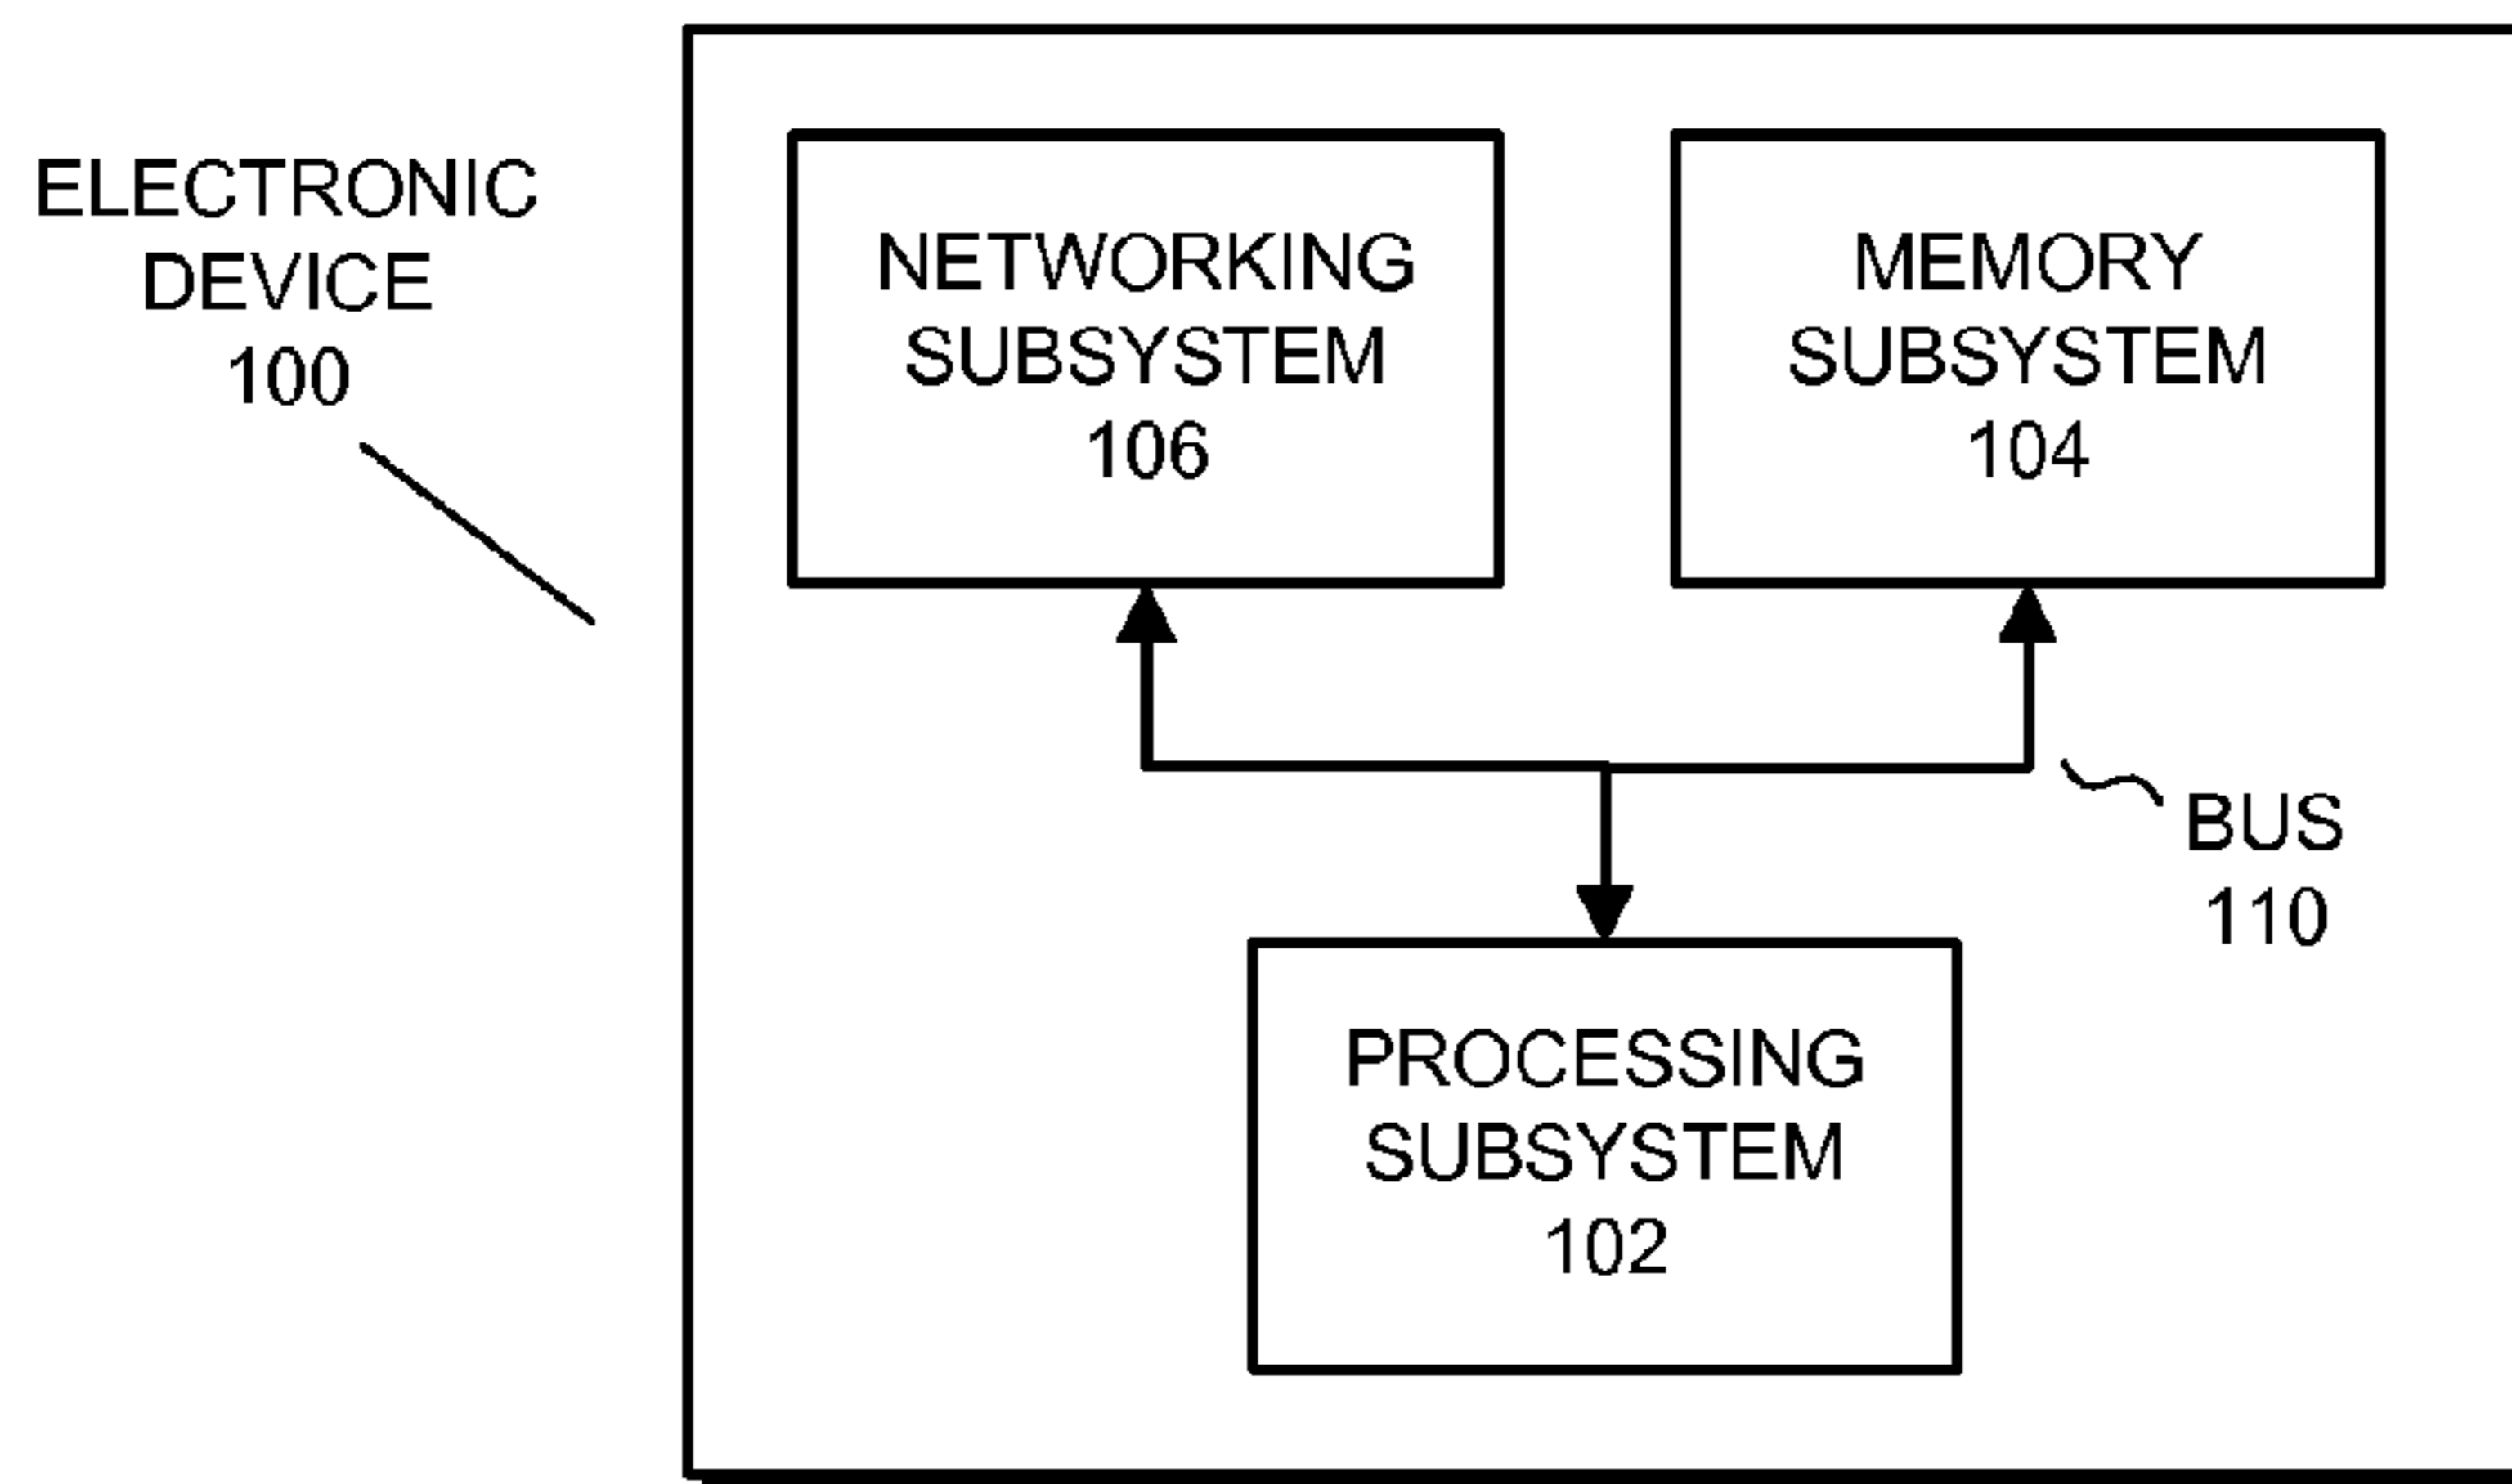 ELECTRONIC
DEVICE
100
NETWORKING
SUBSYSTEM
106
MEMORY
SUBSYSTEM
104
BUS
110
PROCESSING
SUBSYSTEM
102